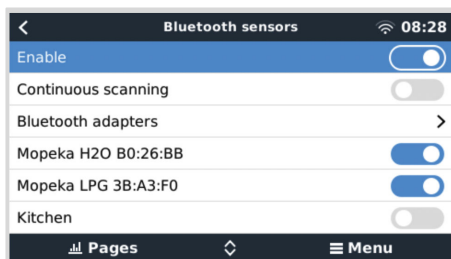 Bluetooth sensors 08:28
Enable
Continuous scanning
Bluetooth adapters
Mopeka H2O B0:26:BB
Mopeka LPG 3B:A3:F0
Kitchen
Pages Menu